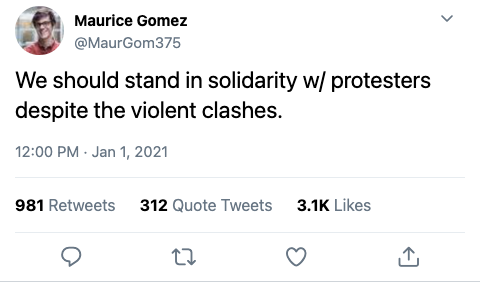 Maurice Gomez
@MaurGom375
We should stand in solidarity w/ protesters
despite the violent clashes.
12:00 PM · Jan 1, 2021
981 Retweets 312 Quote Tweets 3.1K Likes